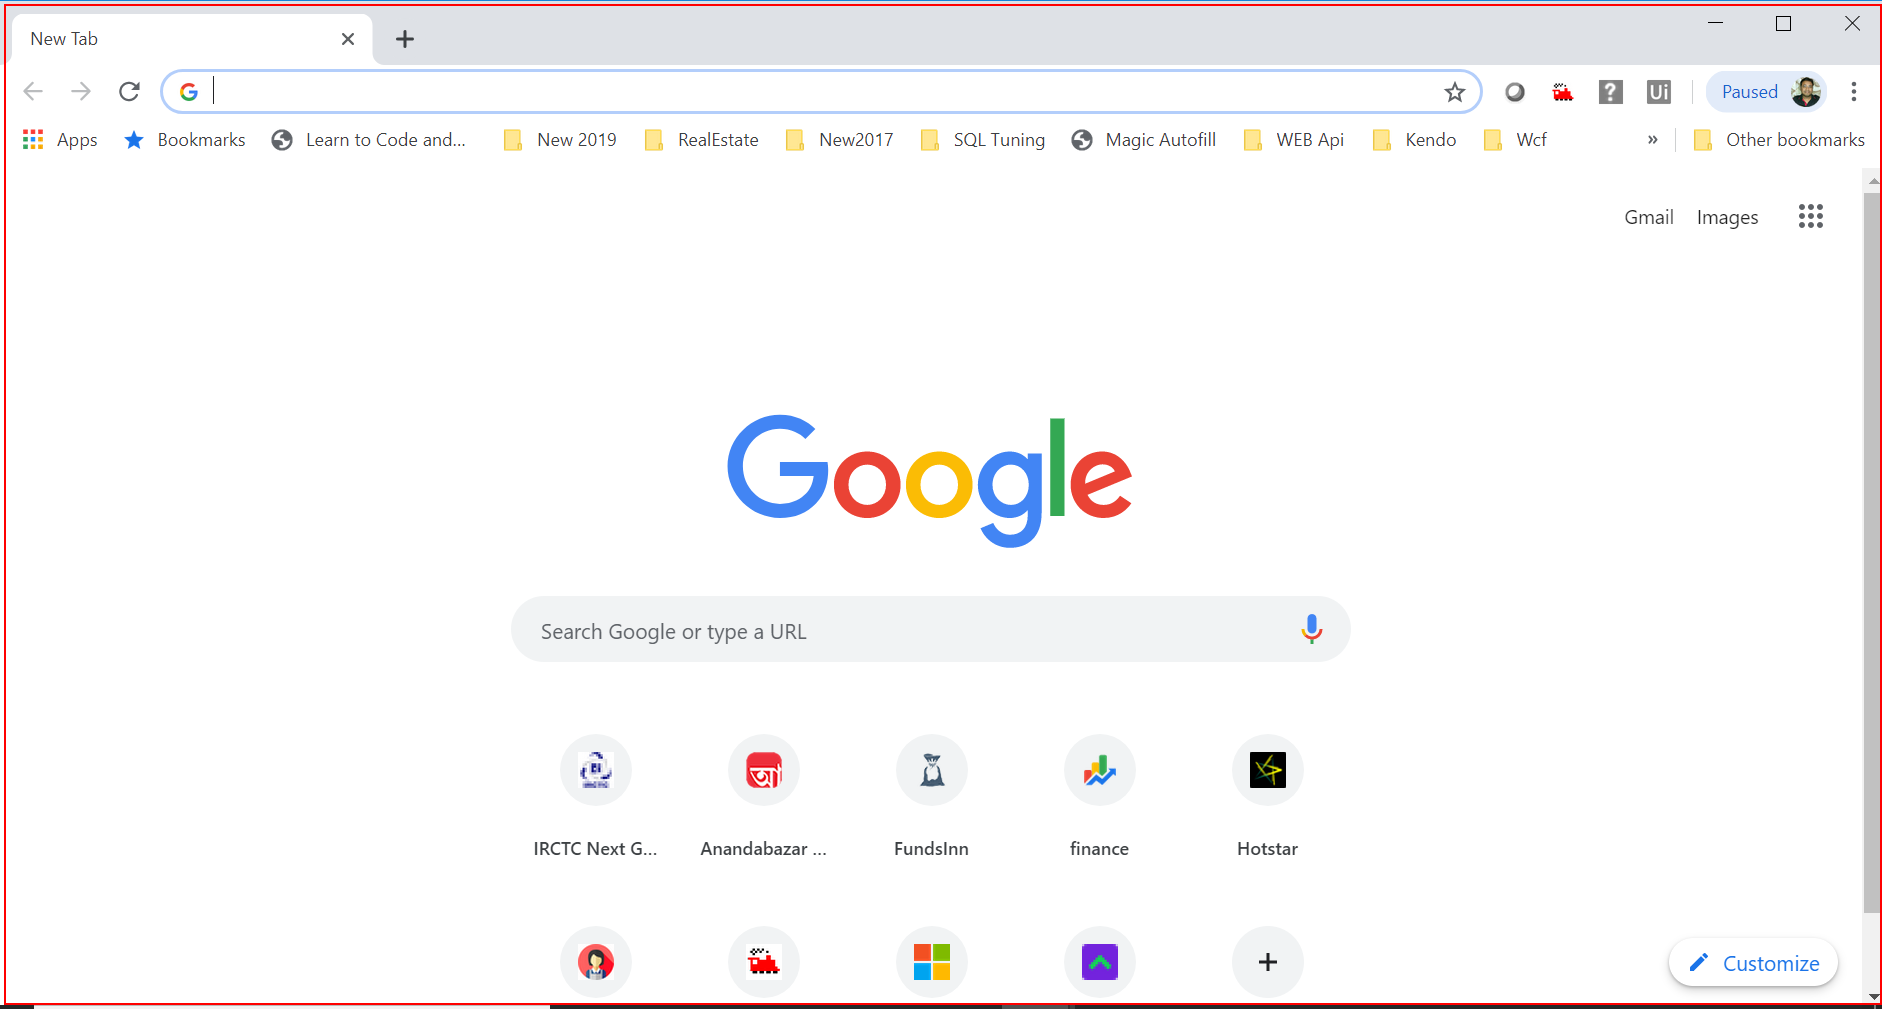 New Tab
Paused
Apps Bookmarks Learn to Code and... New 2019 RealEstate New2017 SQL Tuning Magic Autofill WEB Api Kendo Wcf » Other bookmarks
Gmail Images
Google
Search Google or type a URL
IRCTC Next G... Anandabazar ... FundsInn finance Hotstar
Customize